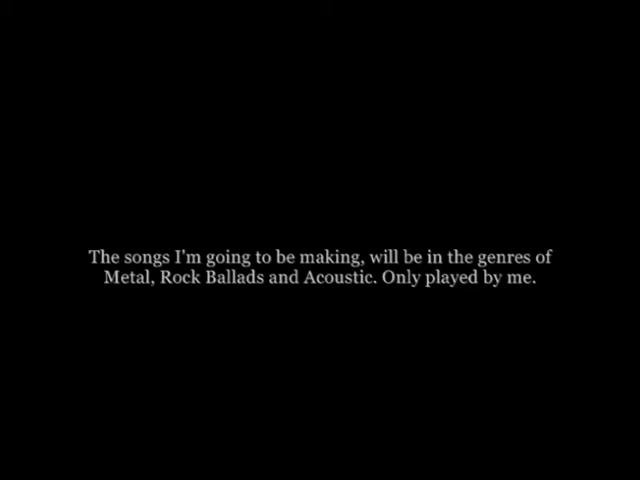 The songs I'm going to be making, will be in the genres of
Metal, Rock Ballads and Acoustic. Only played by me.